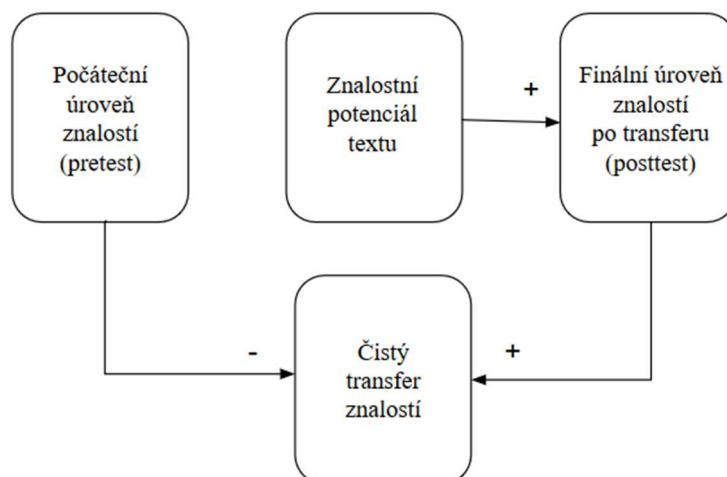 Počáteční
úroveň
znalostí
(pretest)
Znalostní
potenciál
textu
+
Finální úroveň
znalostí
po transferu
(posttest)
-
Čistý
transfer
znalostí
+